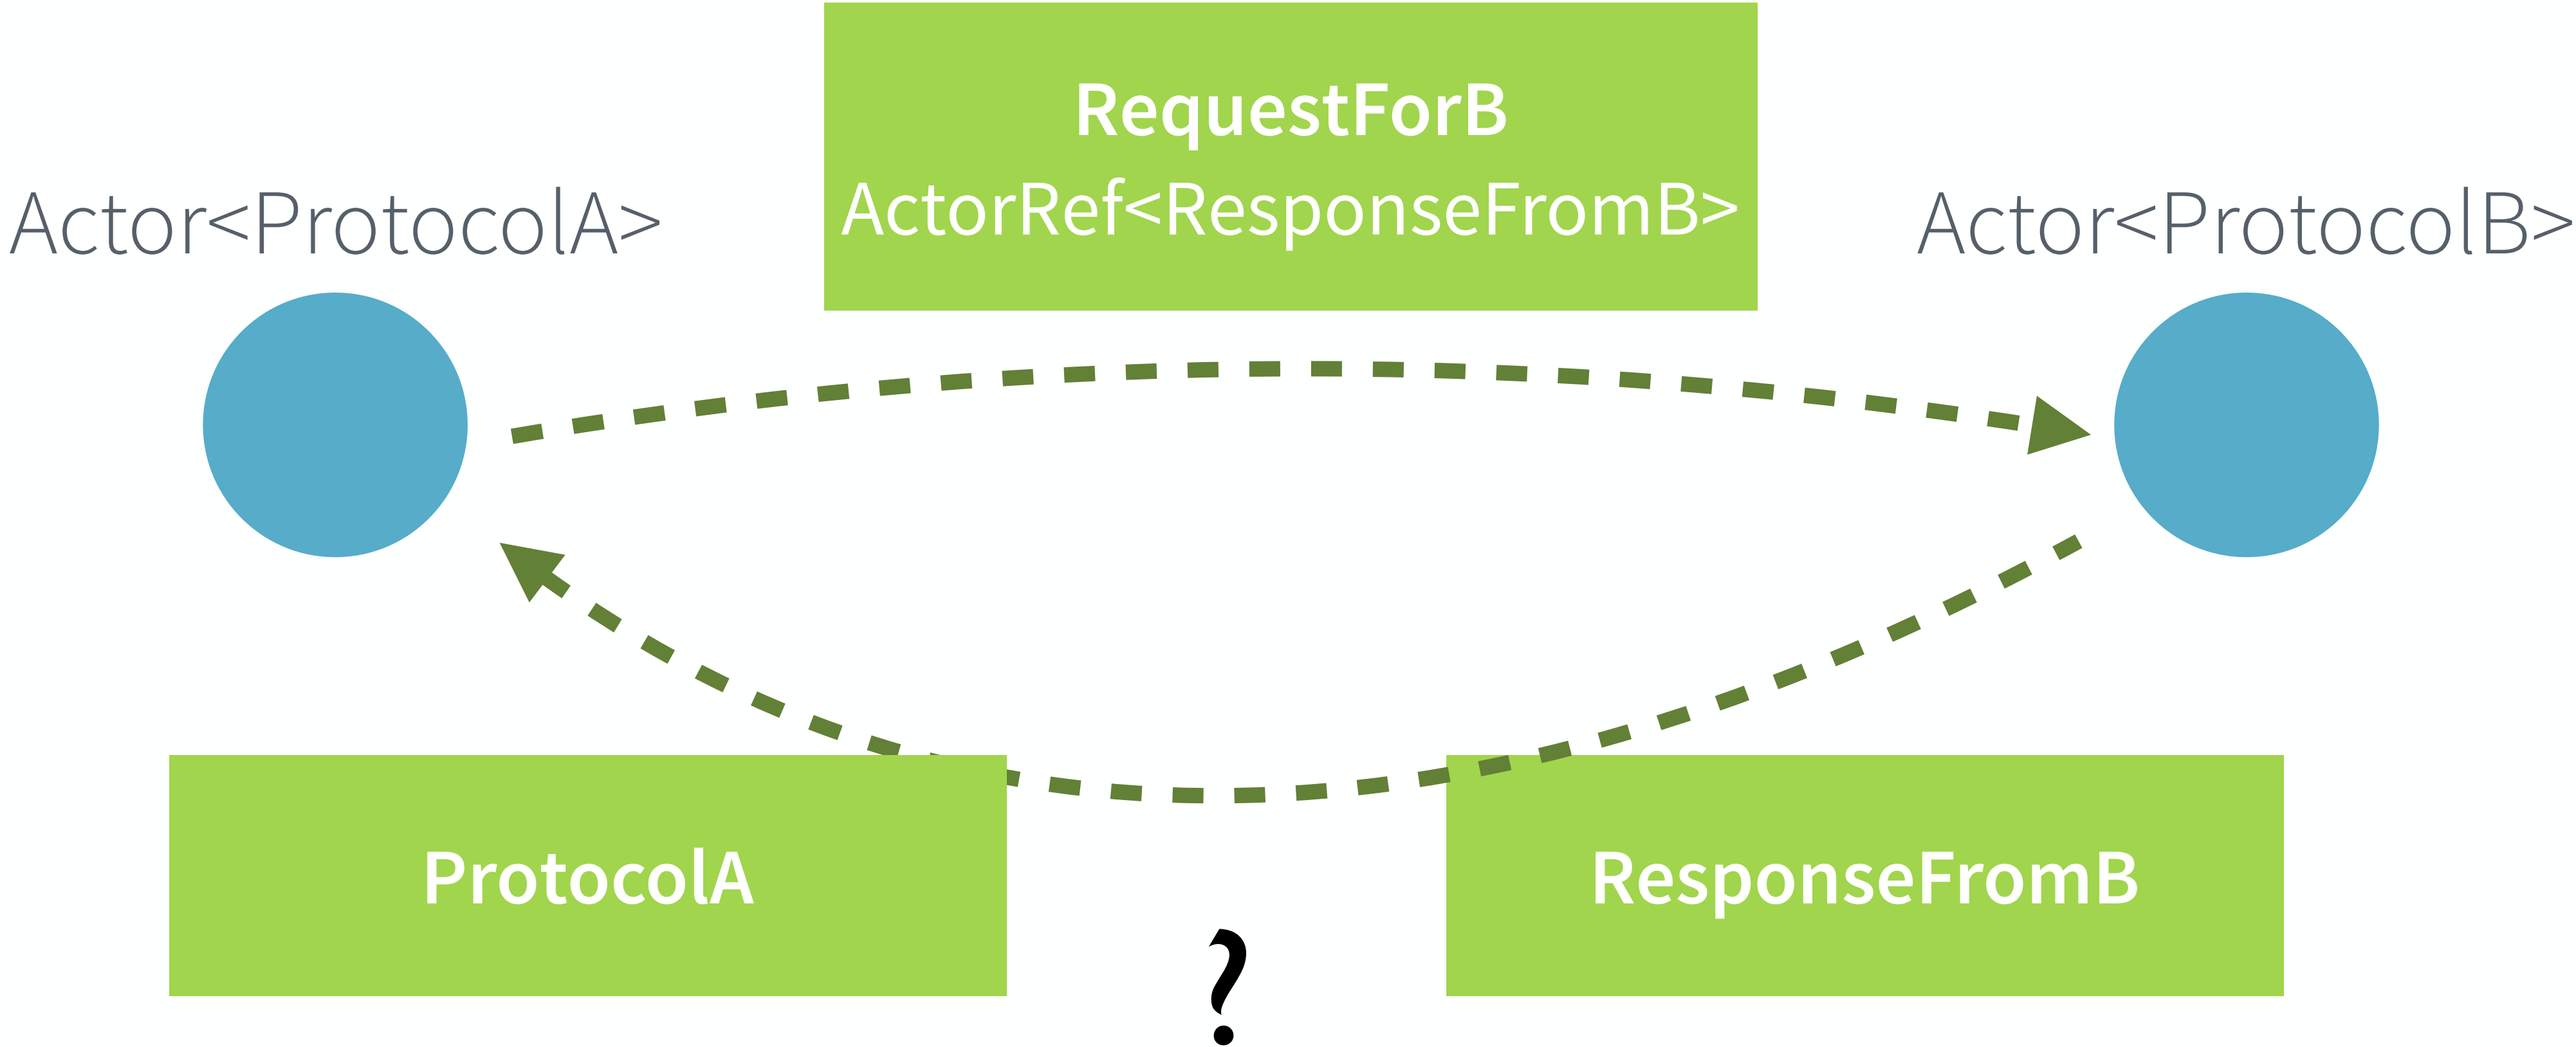 RequestForB
ActorRef<ResponseFromB>
Actor<ProtocolA>
Actor<ProtocolB>
ProtocolA
ResponseFromB
?